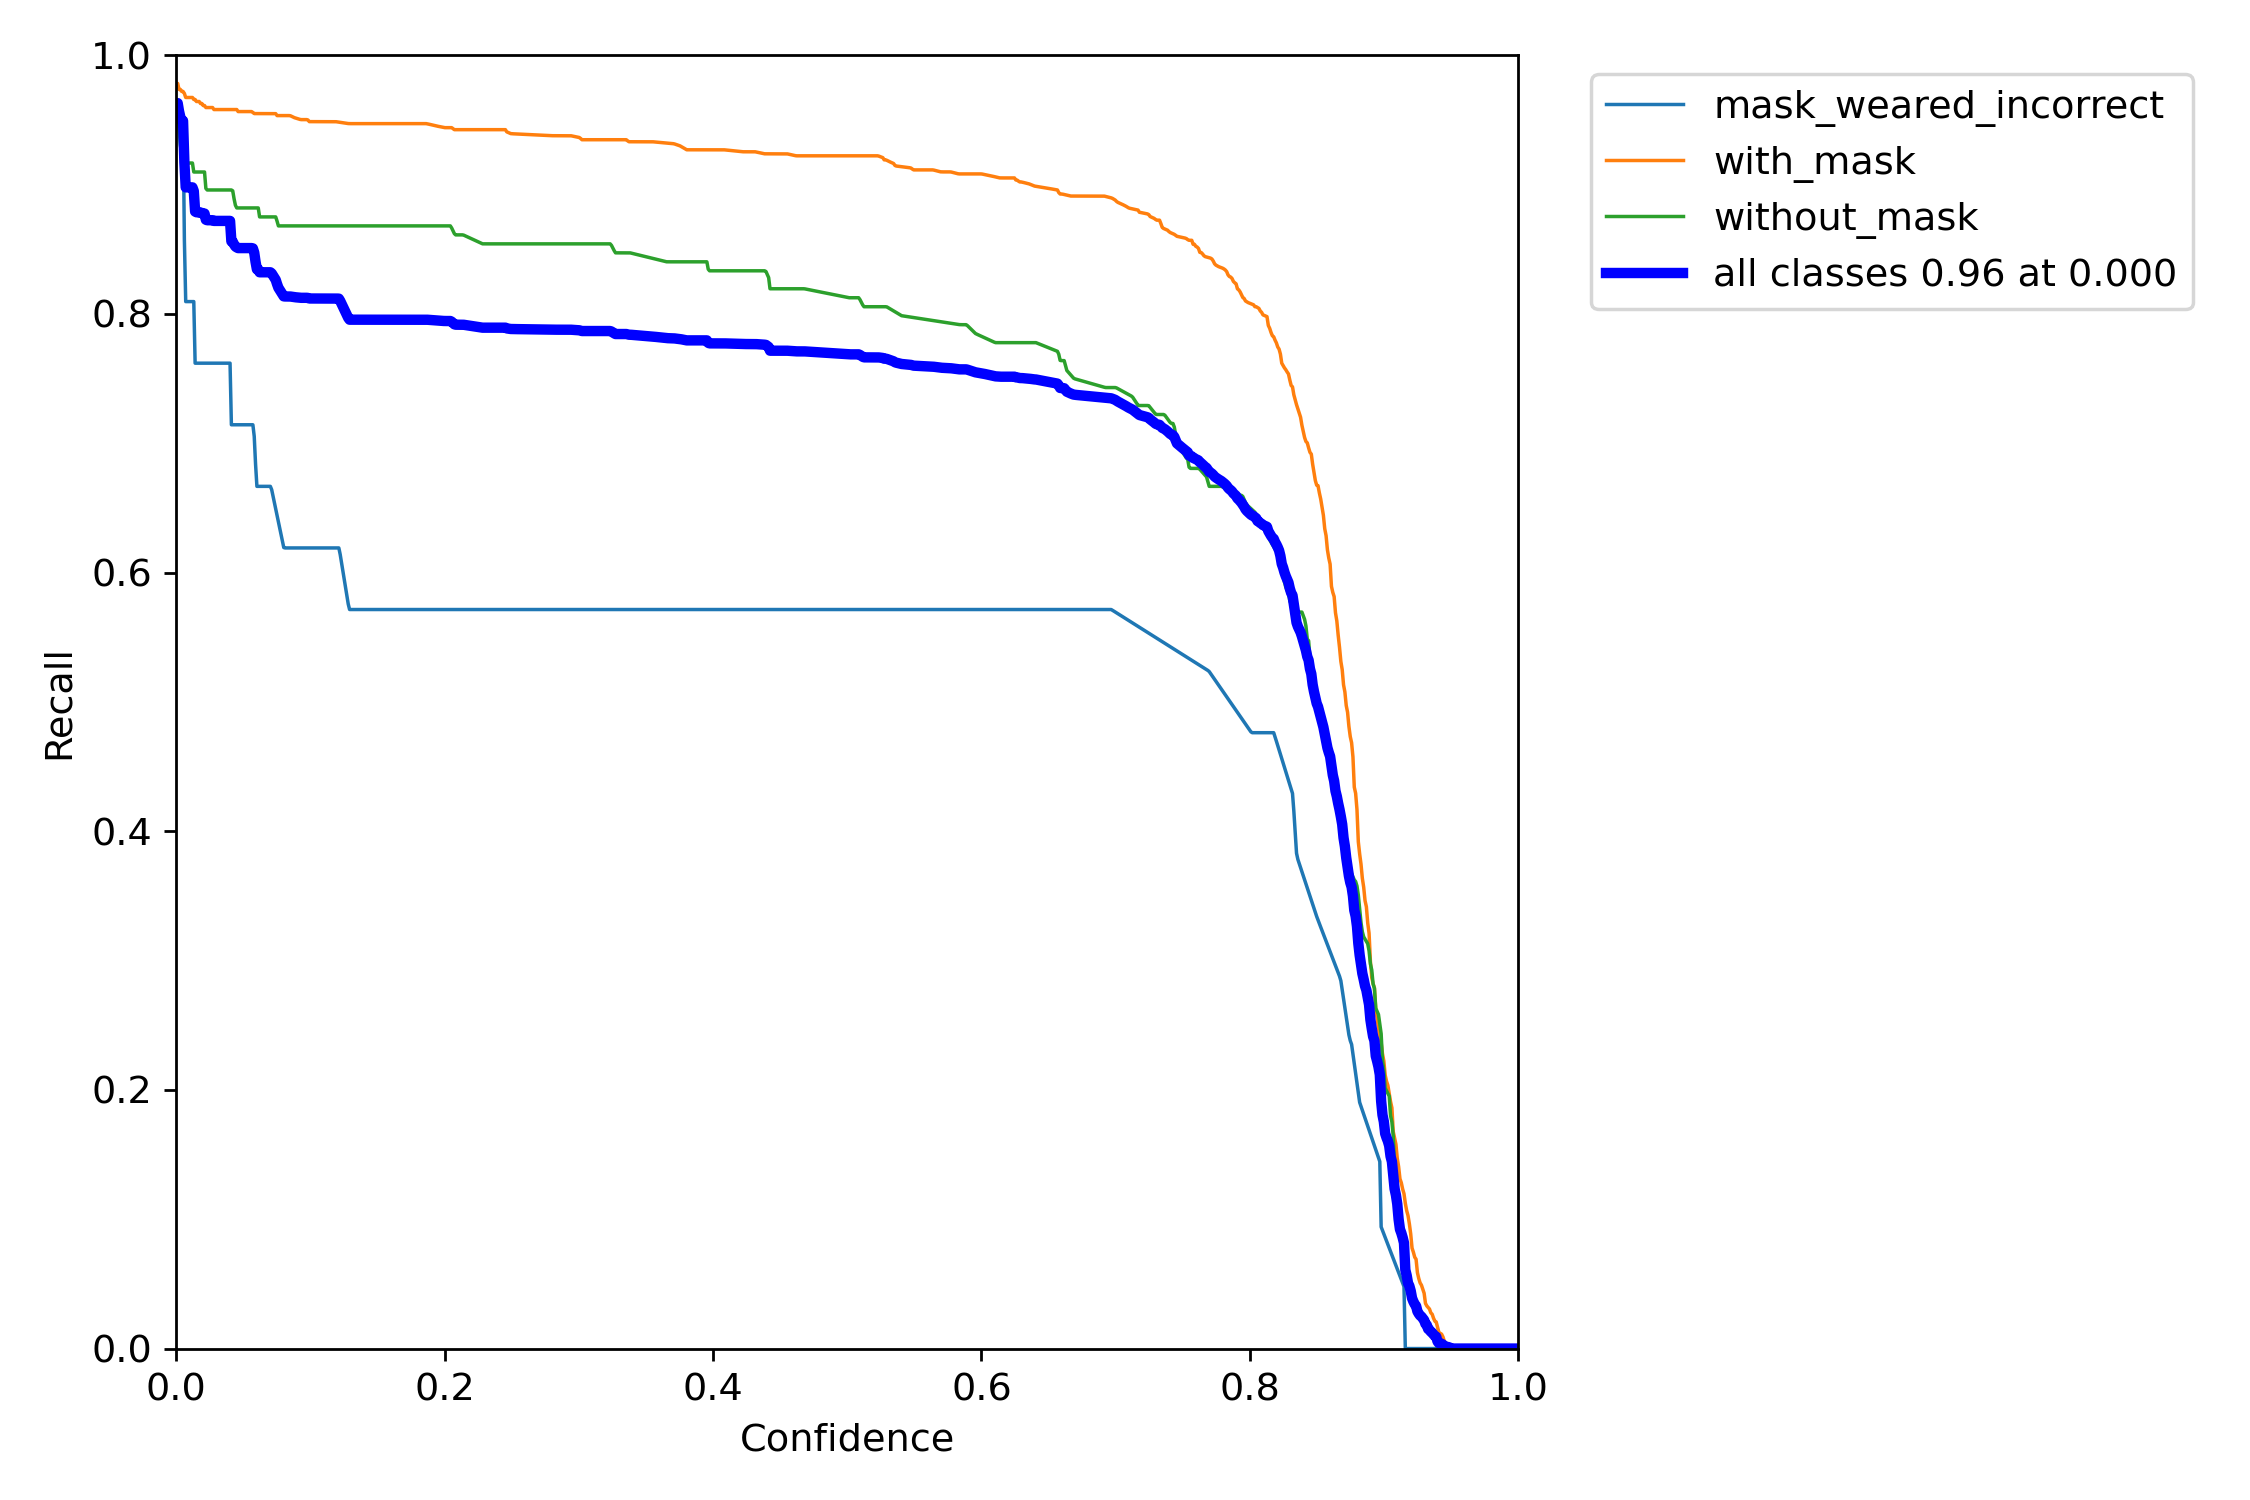 mask_weared_incorrect
with_mask
without_mask
all classes 0.96 at 0.000
1.0
0.8
0.6
0.4
0.2
0.0
Recall
0.0 0.2 0.4 0.6 0.8 1.0
Confidence